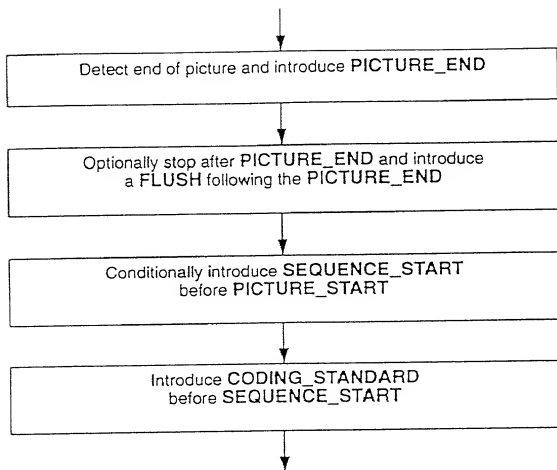 Detect end of picture and introduce PICTURE_END
Optionally stop after PICTURE_END and introduce
a FLUSH following the PICTURE_END
Conditionally introduce SEQUENCE_START
before PICTURE_START
Introduce CODING_STANDARD
before SEQUENCE_START